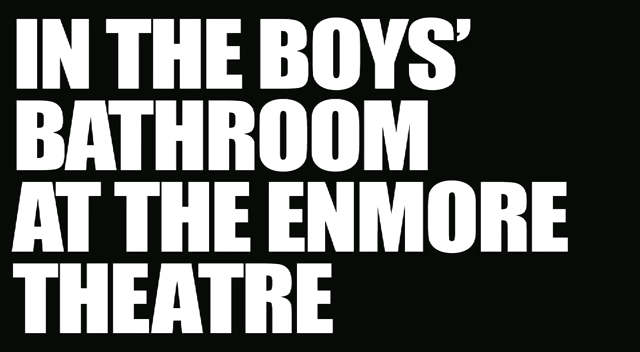 IN THE BOYS’
BATHROOM
AT THE ENMORE
THEATRE